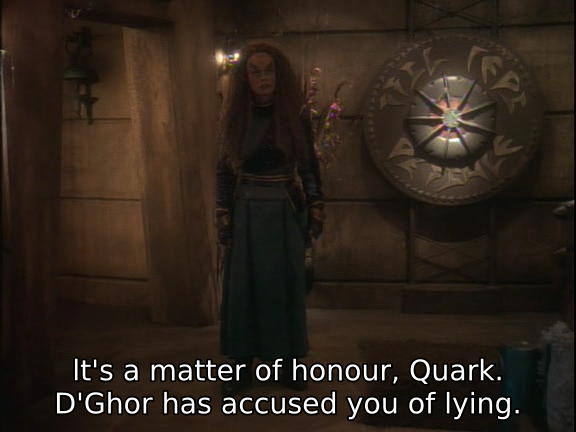 It's a matter of honour, Quark.
D'Ghor has accused you of lying.